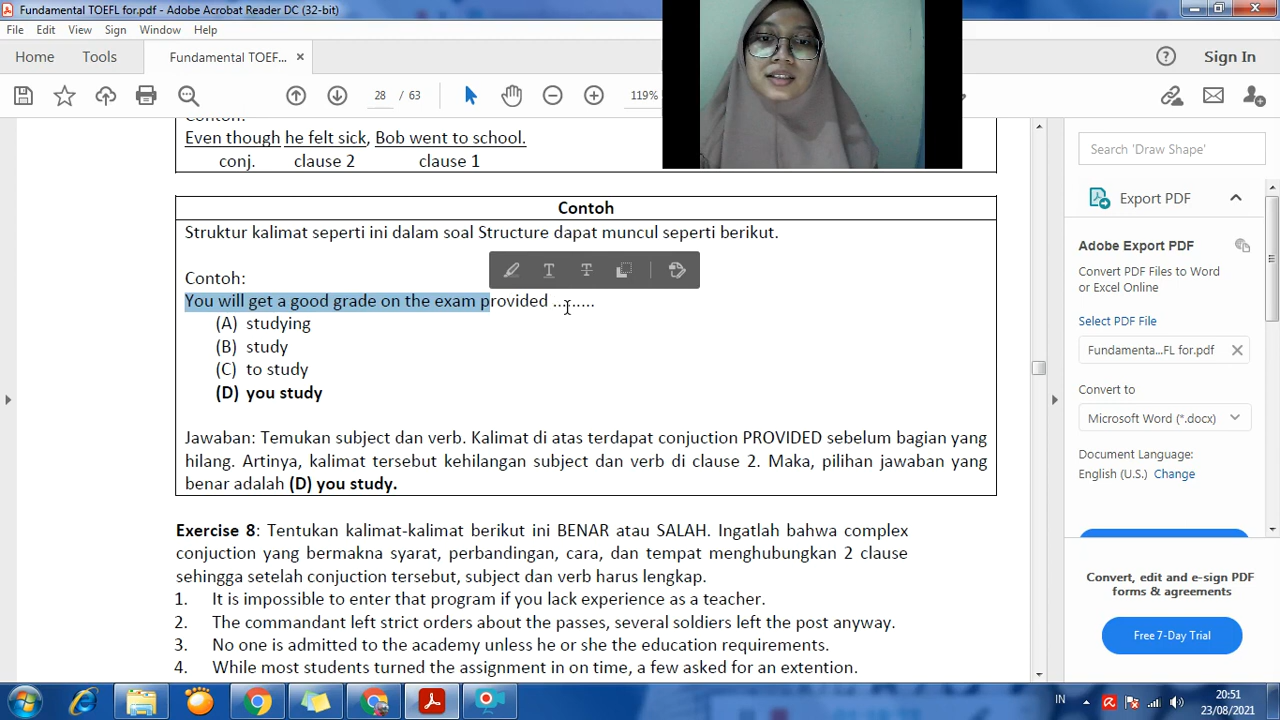 Fundamental TOEFL for.pdf - Adobe Acrobat Reader DC (32-bit)
File Edit View Sign Window Help
Home Tools Fundamental TOEF... × Sign In
28 / 63 119%
Contoh:
Even though he felt sick, Bob went to school.
conj. clause 2 clause 1
Contoh
Struktur kalimat seperti ini dalam soal Structure dapat muncul seperti berikut.
Contoh:
You will get a good grade on the exam provided .........
(A) studying
(B) study
(C) to study
(D) you study
Jawaban: Temukan subject dan verb. Kalimat di atas terdapat conjuction PROVIDED sebelum bagian yang
hilang. Artinya, kalimat tersebut kehilangan subject dan verb di clause 2. Maka, pilihan jawaban yang
benar adalah (D) you study.
Exercise 8: Tentukan kalimat-kalimat berikut ini BENAR atau SALAH. Ingatlah bahwa complex
conjuction yang bermakna syarat, perbandingan, cara, dan tempat menghubungkan 2 clause
sehingga setelah conjuction tersebut, subject dan verb harus lengkap.
1. It is impossible to enter that program if you lack experience as a teacher.
2. The commandant left strict orders about the passes, several soldiers left the post anyway.
3. No one is admitted to the academy unless he or she the education requirements.
4. While most students turned the assignment in on time, a few asked for an extention.
Search 'Draw Shape'
Export PDF
Adobe Export PDF
Convert PDF Files to Word
or Excel Online
Select PDF File
Fundamenta...FL for.pdf ×
Convert to
Microsoft Word (*.docx)
Document Language:
English (U.S.) Change
Convert, edit and e-sign PDF
forms & agreements
Free 7-Day Trial
IN
20:51
23/08/2021